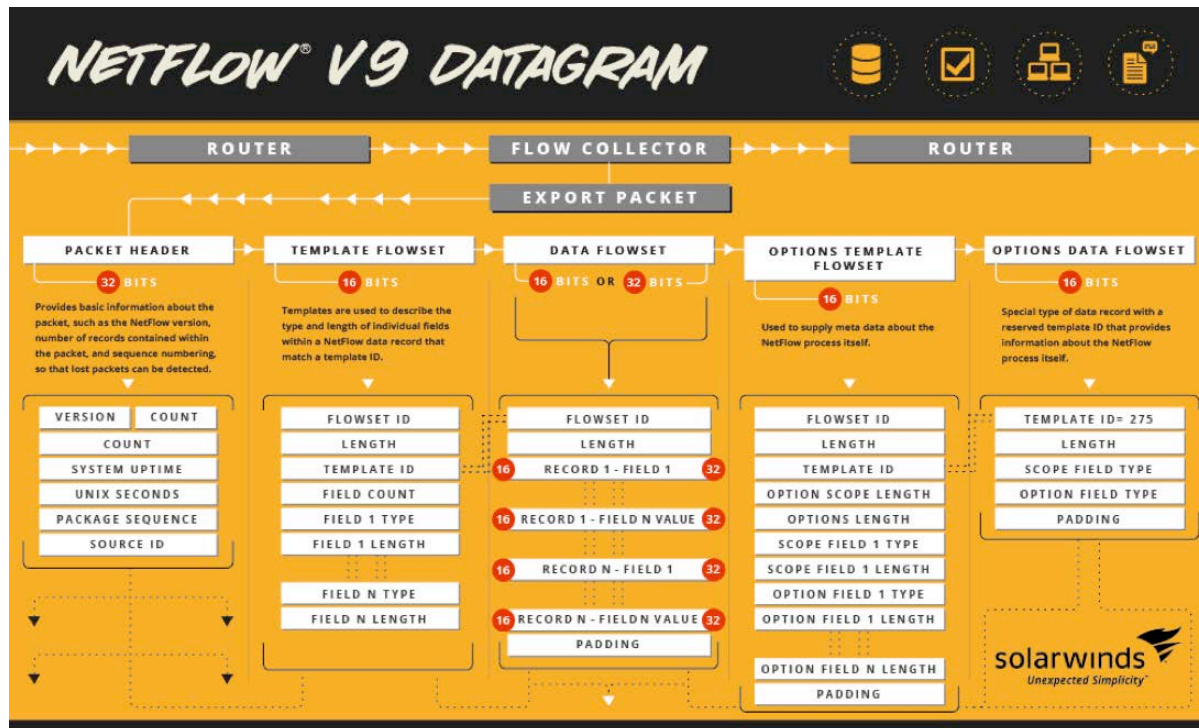 NETFLOW® V9 DATAGRAM
ROUTER
FLOW COLLECTOR
ROUTER
EXPORT PACKET
PACKET HEADER
32 BITS
Provides basic information about the
packet, such as the NetFlow version,
number of records contained within
the packet, and sequence numbering,
so that lost packets can be detected.
VERSION COUNT
COUNT
SYSTEM UPTIME
UNIX SECONDS
PACKAGE SEQUENCE
SOURCE ID
TEMPLATE FLOWSET
16 BITS
Templates are used to describe the
type and length of individual fields
within a NetFlow data record that
match a template ID.
FLOWSET ID
LENGTH
TEMPLATE ID
FIELD COUNT
FIELD 1 TYPE
FIELD 1 LENGTH
FIELD N TYPE
FIELD N LENGTH
DATA FLOWSET
16 BITS OR 32 BITS
FLOWSET ID
LENGTH
16 RECORD 1 - FIELD 1 32
16 RECORD 1 - FIELD N VALUE 32
16 RECORD N - FIELD 1 32
16 RECORD N - FIELDN VALUE 32
PADDING
OPTIONS TEMPLATE
FLOWSET
16 BITS
Used to supply meta data about the
NetFlow process itself.
FLOWSET ID
LENGTH
TEMPLATE ID
OPTION SCOPE LENGTH
OPTIONS LENGTH
SCOPE FIELD 1 TYPE
SCOPE FIELD 1 LENGTH
OPTION FIELD 1 TYPE
OPTION FIELD 1 LENGTH
OPTION FIELD N LENGTH
PADDING
OPTIONS DATA FLOWSET
16 BITS
Special type of data record with a
reserved template ID that provides
information about the NetFlow
process itself.
TEMPLATE ID= 275
LENGTH
SCOPE FIELD TYPE
OPTION FIELD TYPE
PADDING
solarwinds
Unexpected Simplicity™